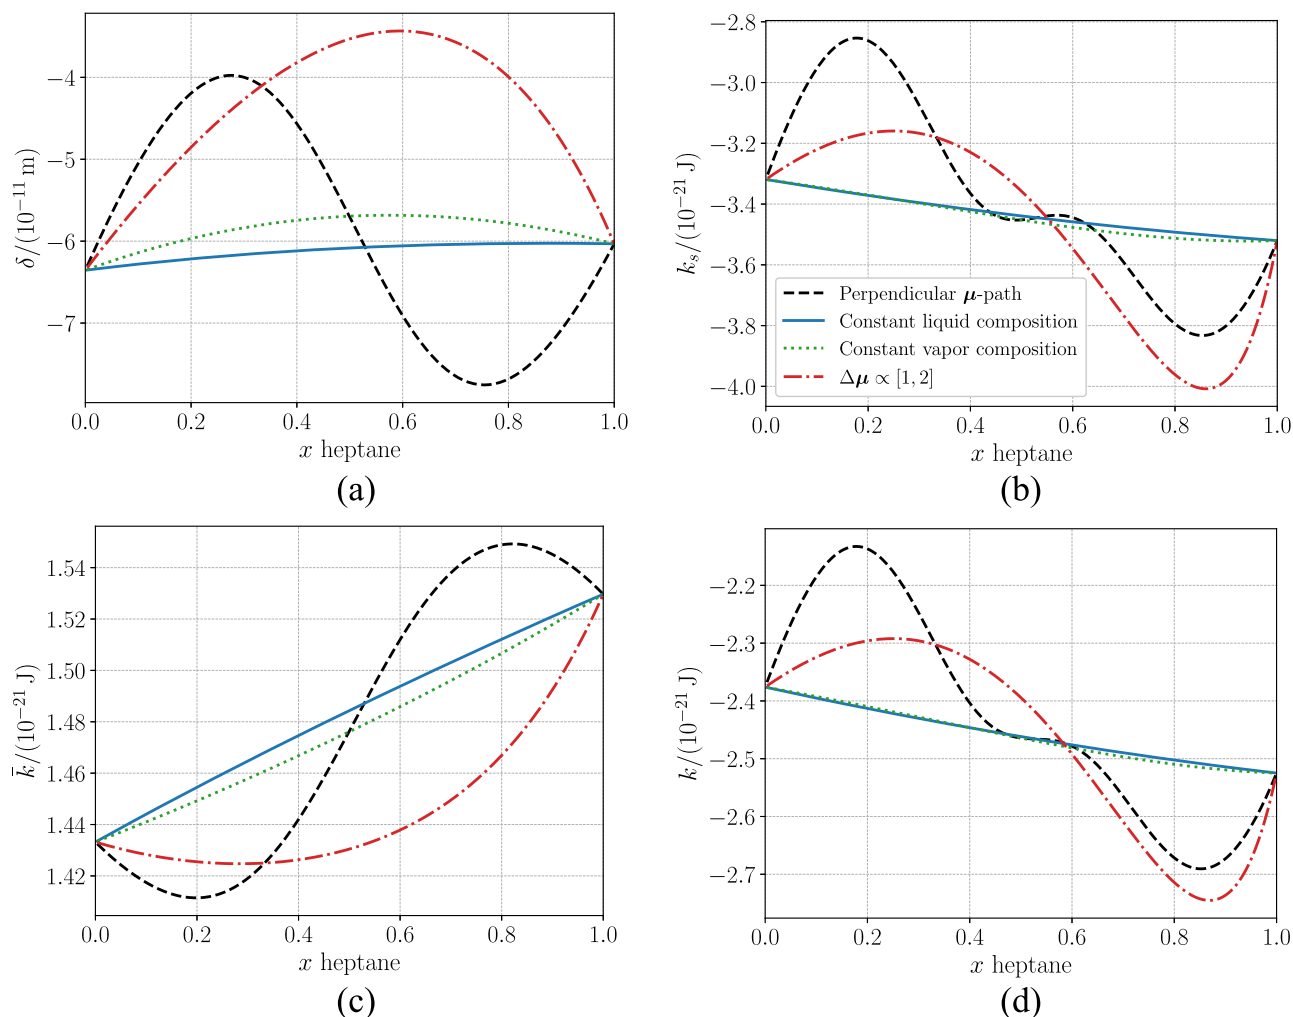 −4
−5
−6
−7
δ/(10⁻¹¹ m)
0.0 0.2 0.4 0.6 0.8 1.0
x heptane
(a)
−2.8
−3.0
−3.2
−3.4
−3.6
−3.8
−4.0
kₛ/(10⁻²¹ J)
Perpendicular μ-path
Constant liquid composition
Constant vapor composition
Δμ ∝ [1, 2]
0.0 0.2 0.4 0.6 0.8 1.0
x heptane
(b)
1.54
1.52
1.50
1.48
1.46
1.44
1.42
k̄/(10⁻²¹ J)
0.0 0.2 0.4 0.6 0.8 1.0
x heptane
(c)
−2.2
−2.3
−2.4
−2.5
−2.6
−2.7
k/(10⁻²¹ J)
0.0 0.2 0.4 0.6 0.8 1.0
x heptane
(d)